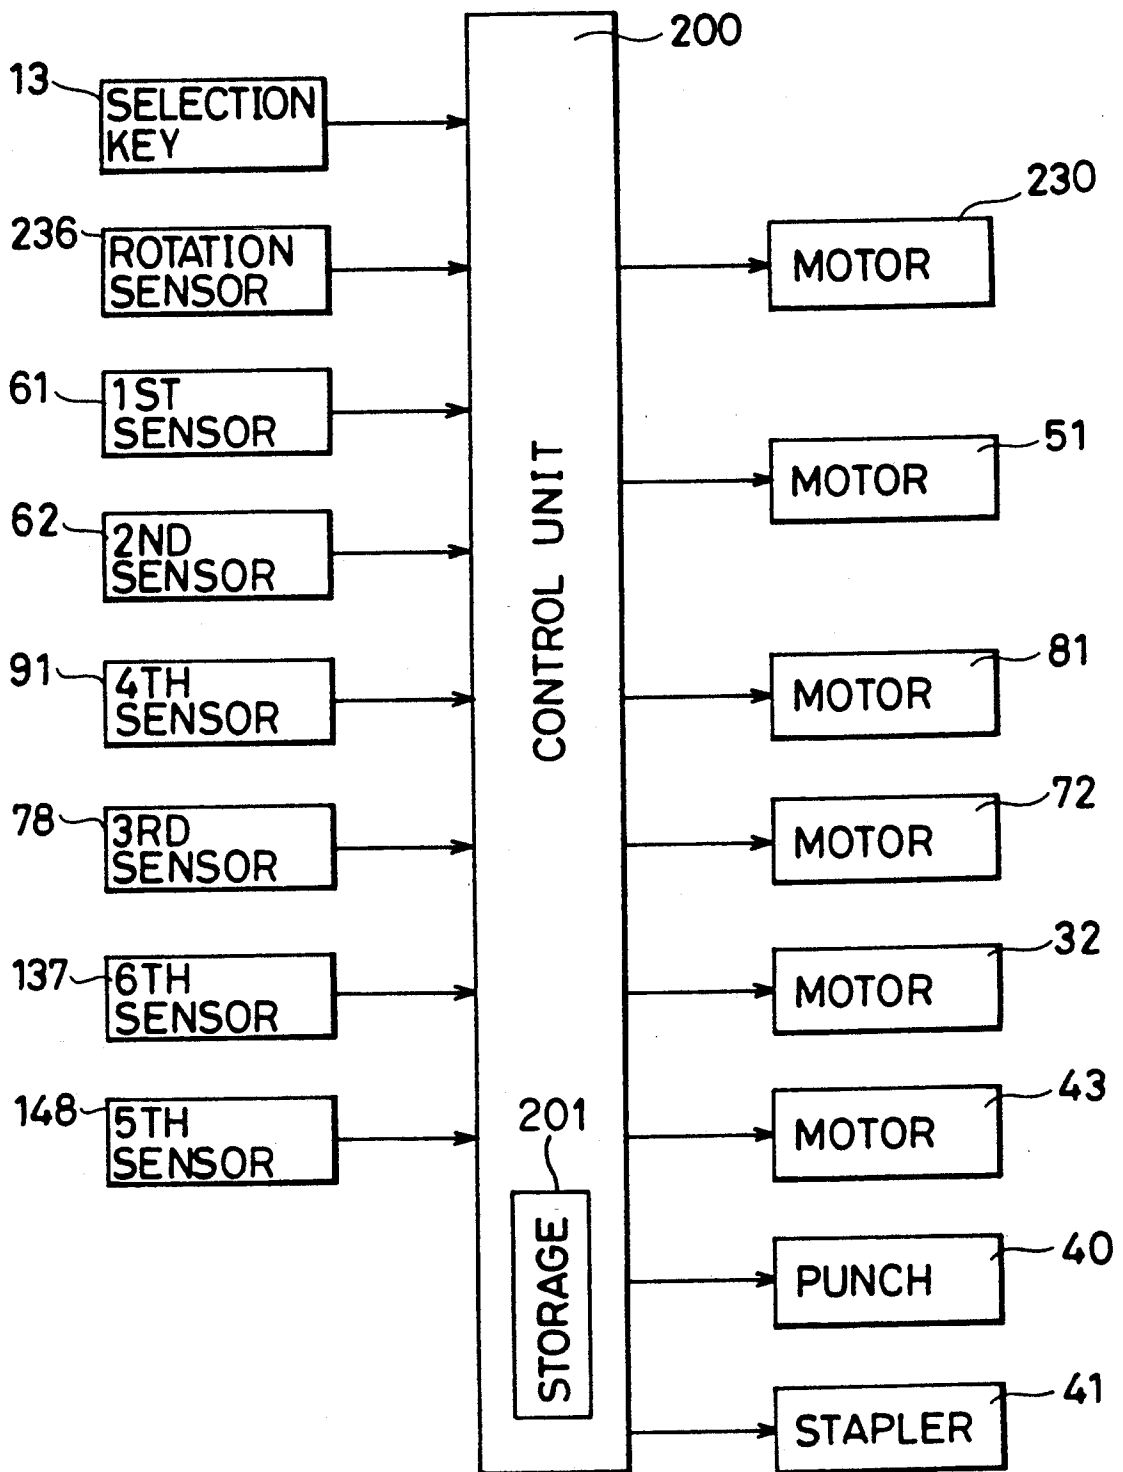 200
13
SELECTION
KEY
236
ROTATION
SENSOR
61
1ST
SENSOR
62
2ND
SENSOR
91
4TH
SENSOR
78
3RD
SENSOR
137
6TH
SENSOR
148
5TH
SENSOR
CONTROL UNIT
201
STORAGE
230
MOTOR
51
MOTOR
81
MOTOR
72
MOTOR
32
MOTOR
43
MOTOR
40
PUNCH
41
STAPLER